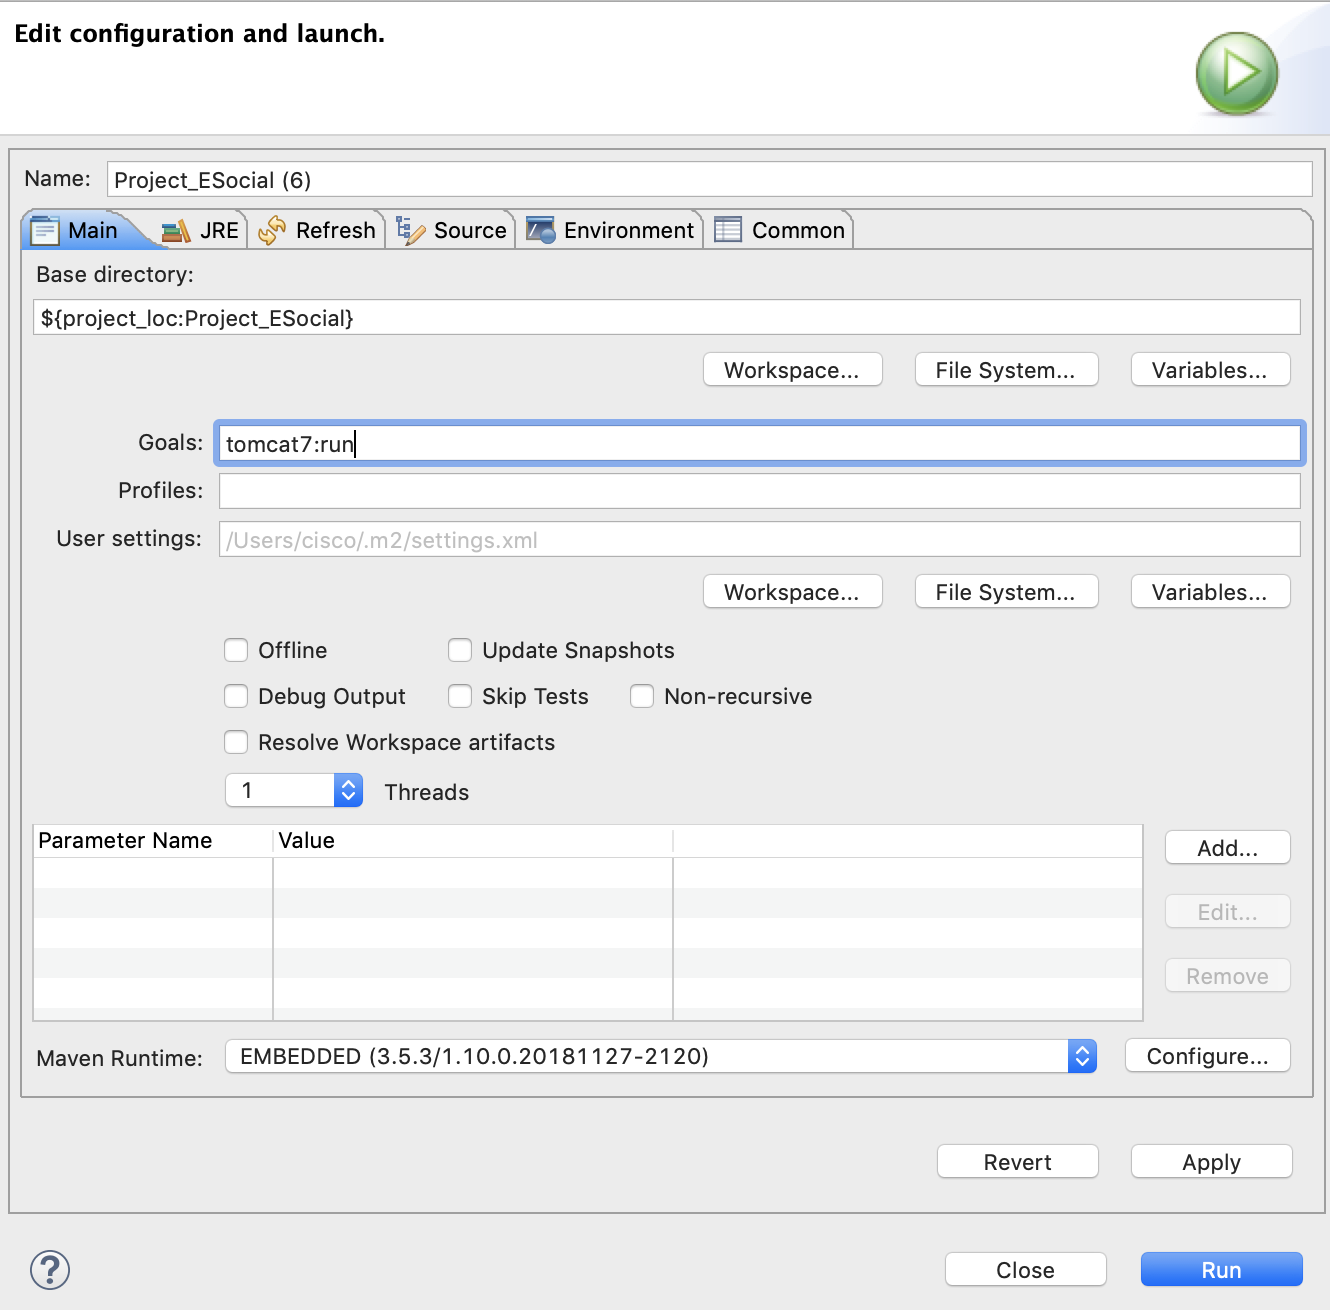 Edit configuration and launch.
Name: Project_ESocial (6)
Main JRE Refresh Source Environment Common
Base directory:
${project_loc:Project_ESocial}
Workspace... File System... Variables...
Goals: tomcat7:run
Profiles:
User settings: /Users/cisco/.m2/settings.xml
Workspace... File System... Variables...
Offline Update Snapshots
Debug Output Skip Tests Non-recursive
Resolve Workspace artifacts
1 Threads
Parameter Name Value
Add...
Edit...
Remove
Maven Runtime: EMBEDDED (3.5.3/1.10.0.20181127-2120) Configure...
Revert Apply
? Close Run